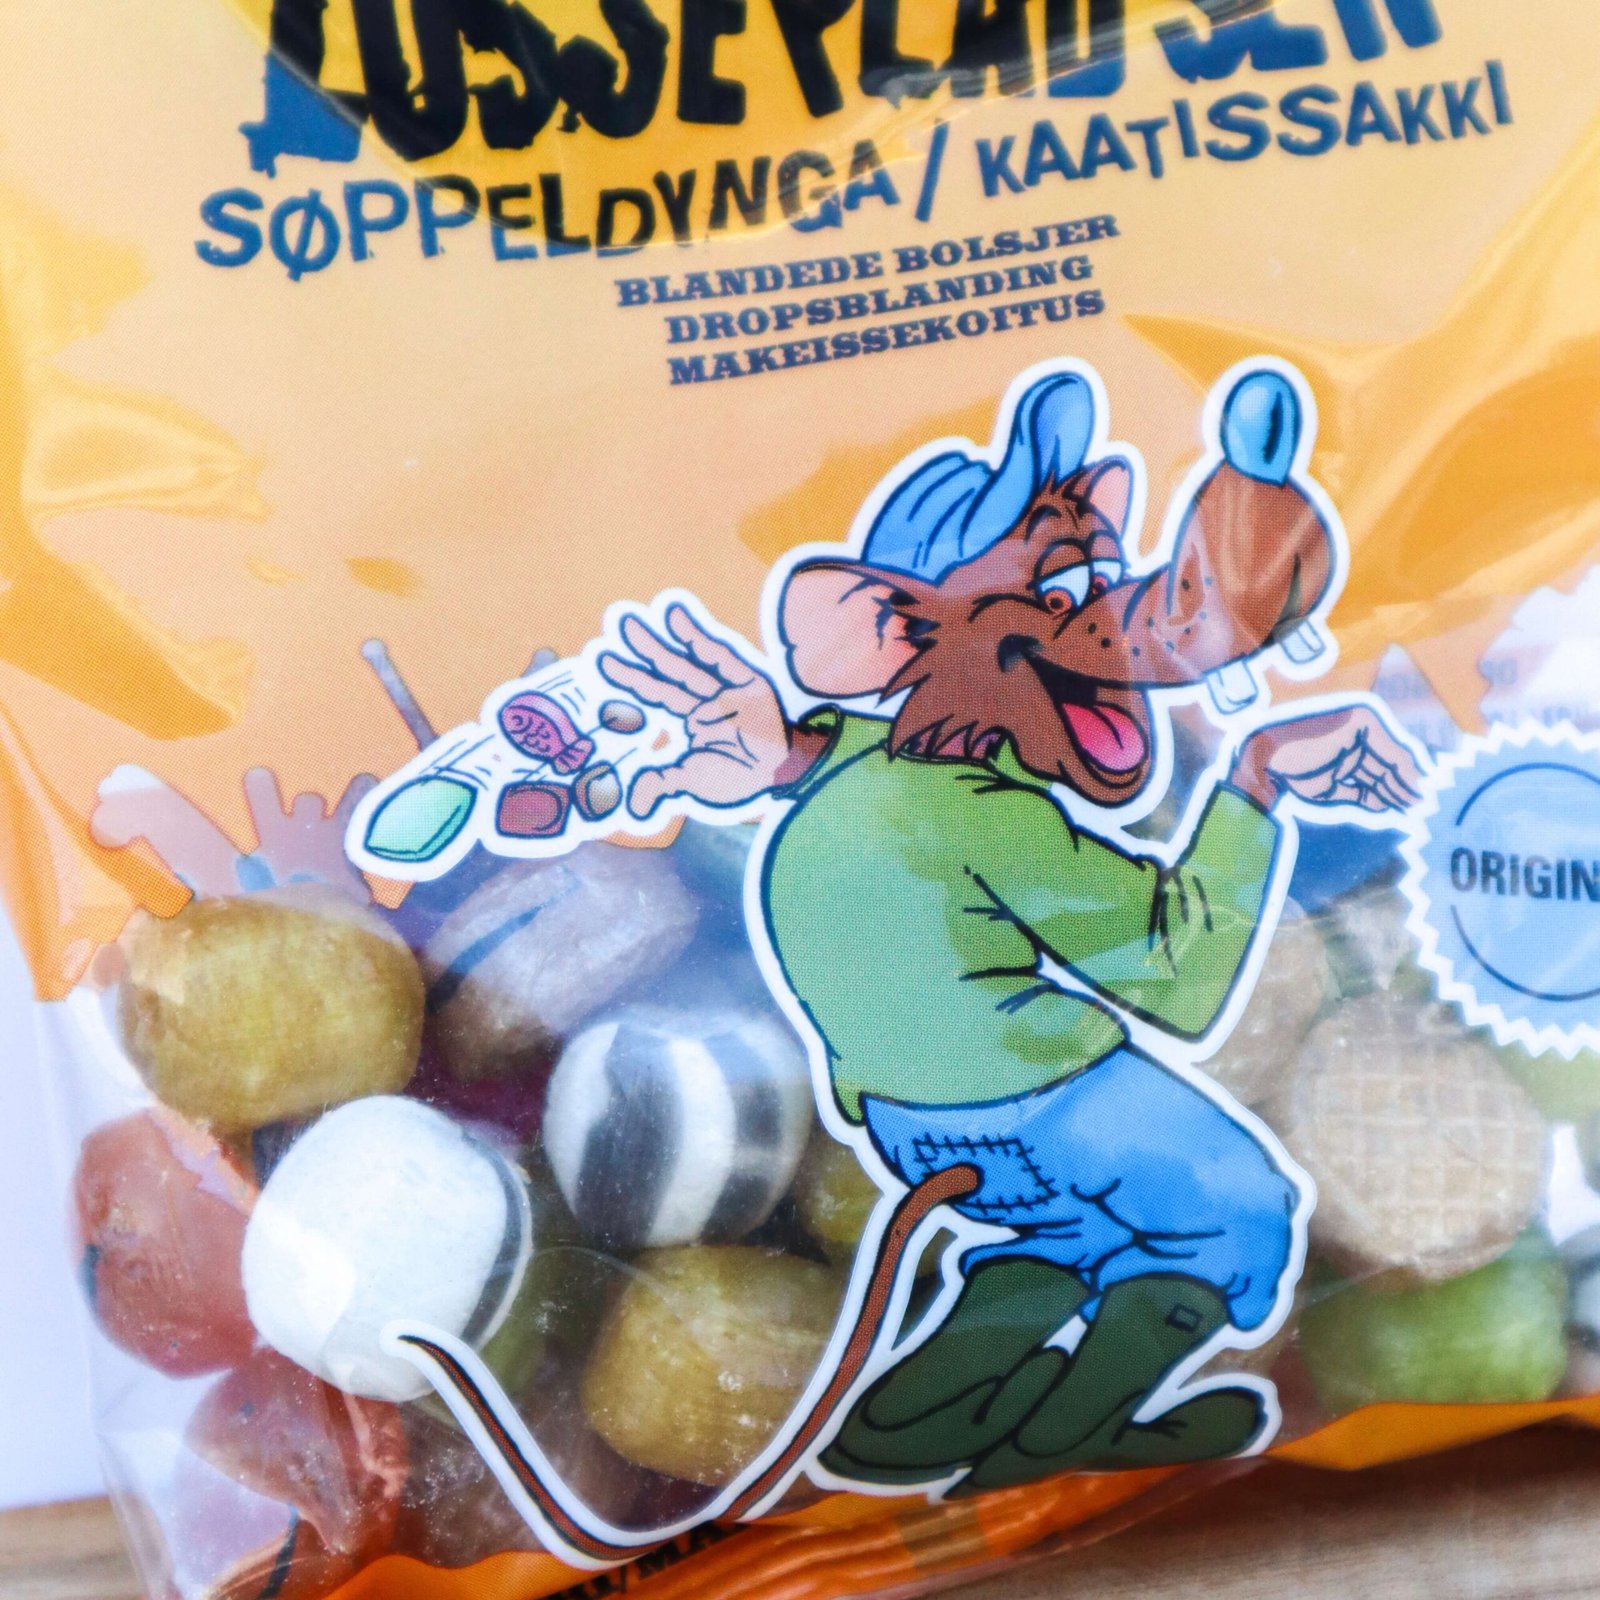 SØPPELDYNGA / KAATISSAKKI
BLANDEDE BOLSJER
DROPSBLANDING
MAKEISSEKOITUS
ORIGIN